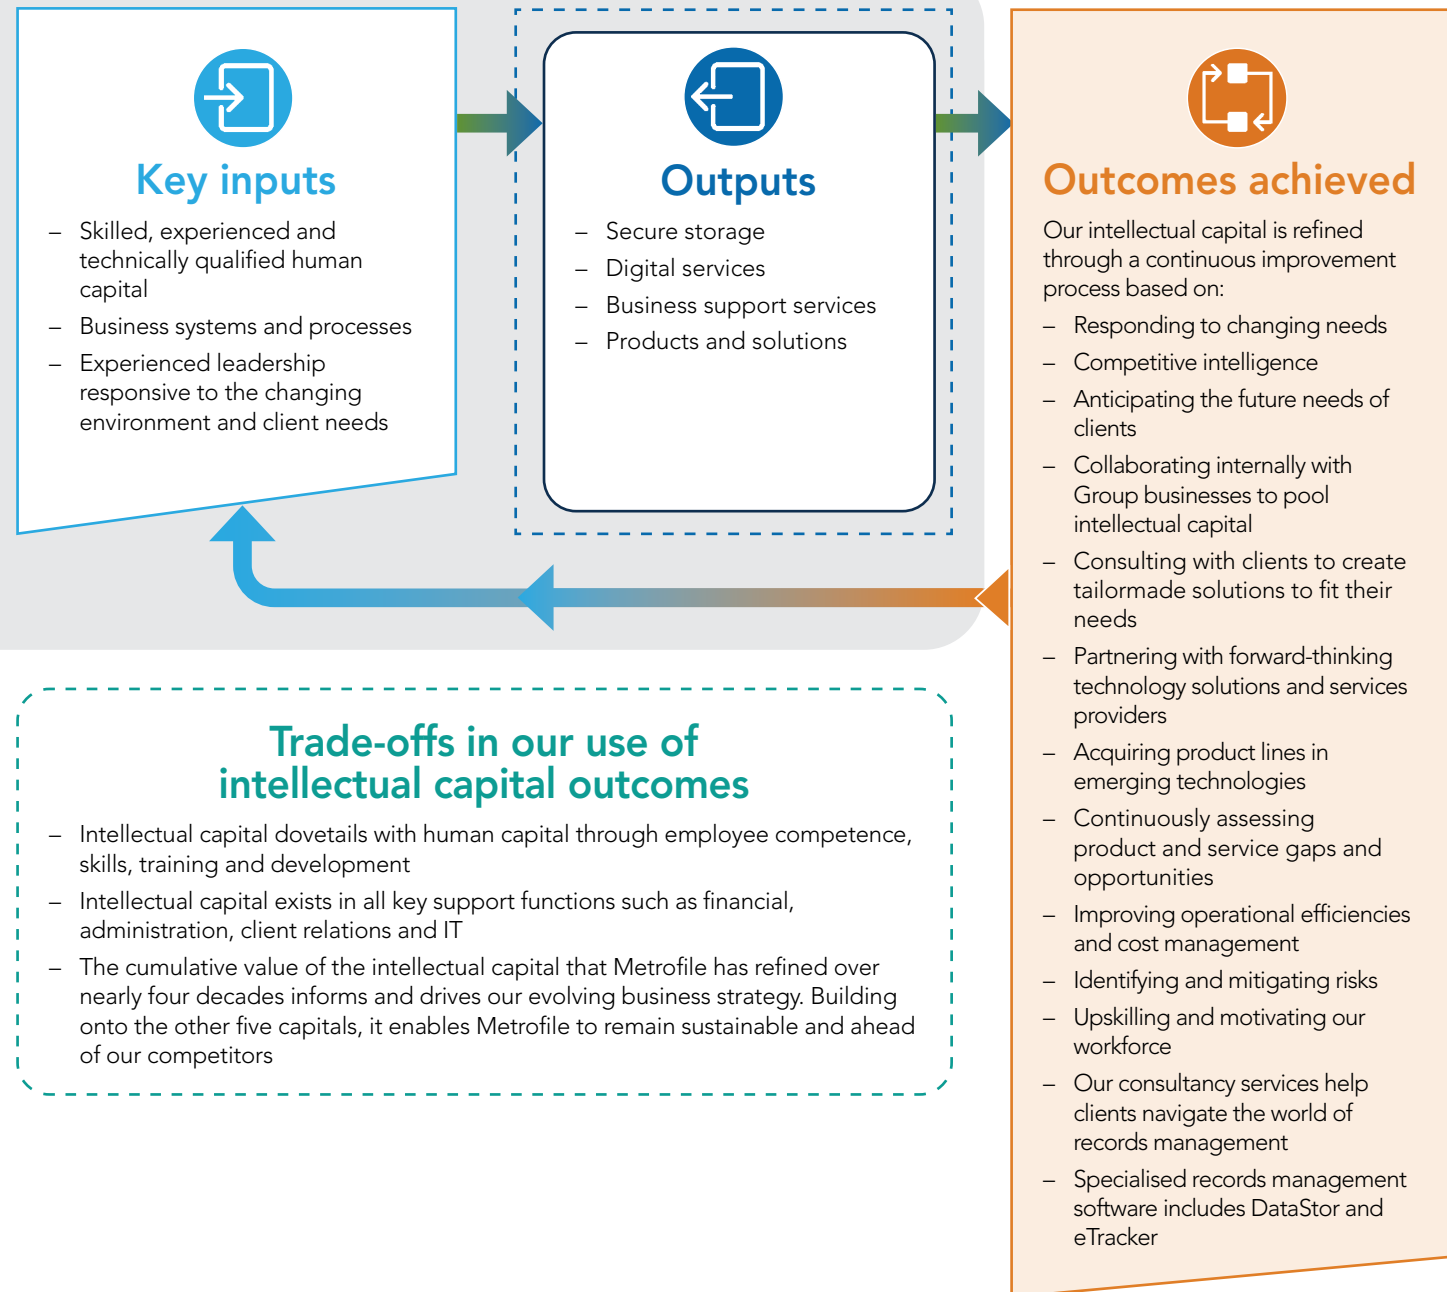 Key inputs
– Skilled, experienced and
technically qualified human
capital
– Business systems and processes
– Experienced leadership
responsive to the changing
environment and client needs
Outputs
– Secure storage
– Digital services
– Business support services
– Products and solutions
Outcomes achieved
Our intellectual capital is refined
through a continuous improvement
process based on:
– Responding to changing needs
– Competitive intelligence
– Anticipating the future needs of
clients
– Collaborating internally with
Group businesses to pool
intellectual capital
– Consulting with clients to create
tailormade solutions to fit their
needs
– Partnering with forward-thinking
technology solutions and services
providers
– Acquiring product lines in
emerging technologies
– Continuously assessing
product and service gaps and
opportunities
– Improving operational efficiencies
and cost management
– Identifying and mitigating risks
– Upskilling and motivating our
workforce
– Our consultancy services help
clients navigate the world of
records management
– Specialised records management
software includes DataStor and
eTracker
Trade-offs in our use of
intellectual capital outcomes
– Intellectual capital dovetails with human capital through employee competence,
skills, training and development
– Intellectual capital exists in all key support functions such as financial,
administration, client relations and IT
– The cumulative value of the intellectual capital that Metrofile has refined over
nearly four decades informs and drives our evolving business strategy. Building
onto the other five capitals, it enables Metrofile to remain sustainable and ahead
of our competitors